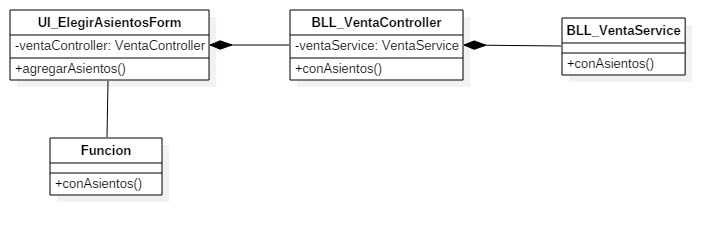 UI_ElegirAsientosForm
-ventaController: VentaController
+agregarAsientos()
BLL_VentaController
-ventaService: VentaService
+conAsientos()
BLL_VentaService
+conAsientos()
Funcion
+conAsientos()